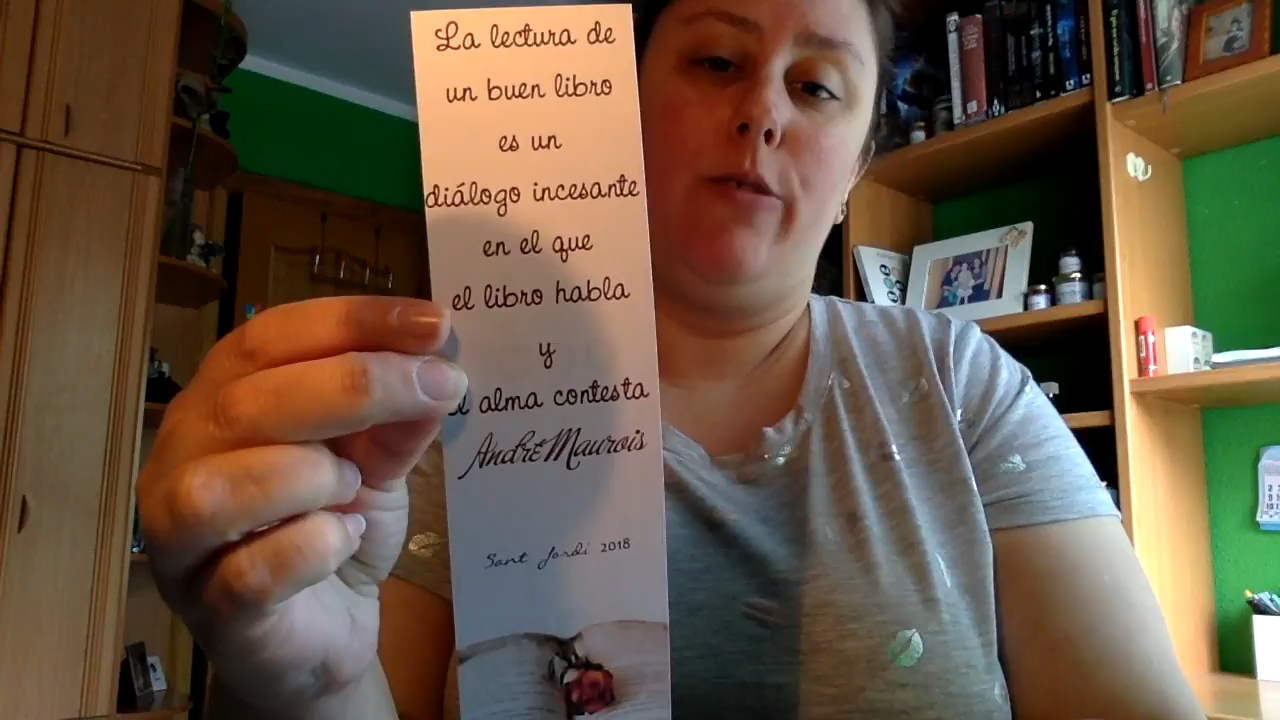 La lectura de
un buen libro
es un
diálogo incesante
en el que
el libro habla
y
el alma contesta
André Maurois
Sant Jordi 2018